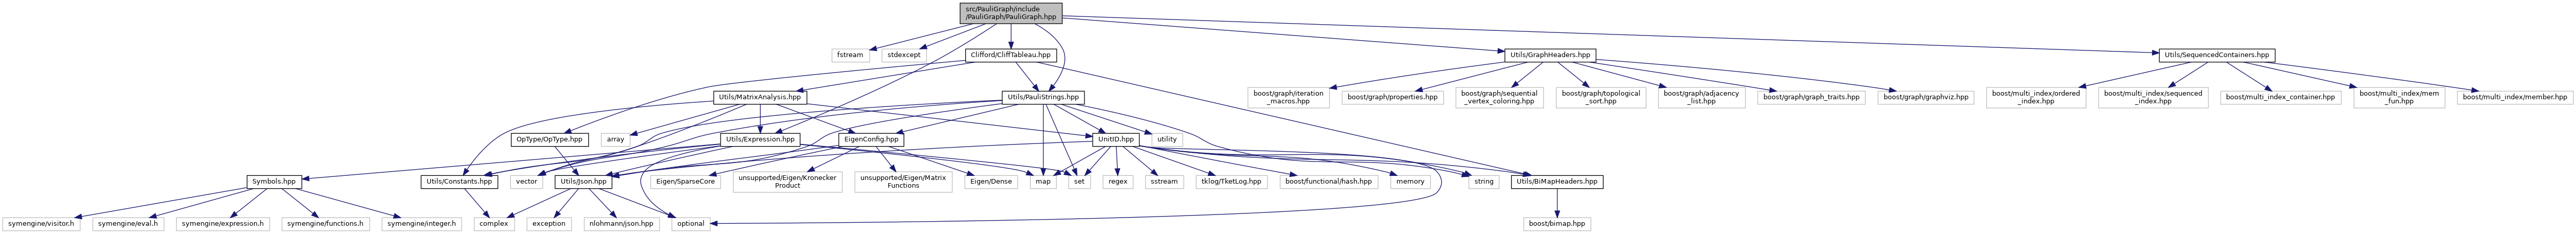 src/PauliGraph/include
/PauliGraph/PauliGraph.hpp
fstream
stdexcept
Clifford/CliffTableau.hpp
Utils/GraphHeaders.hpp
Utils/SequencedContainers.hpp
Utils/MatrixAnalysis.hpp
Utils/PauliStrings.hpp
boost/graph/iteration
_macros.hpp
boost/graph/properties.hpp
boost/graph/sequential
_vertex_coloring.hpp
boost/graph/topological
_sort.hpp
boost/graph/adjacency
_list.hpp
boost/graph/graph_traits.hpp
boost/graph/graphviz.hpp
boost/multi_index/ordered
_index.hpp
boost/multi_index/sequenced
_index.hpp
boost/multi_index_container.hpp
boost/multi_index/mem
_fun.hpp
boost/multi_index/member.hpp
OpType/OpType.hpp
array
Utils/Expression.hpp
EigenConfig.hpp
UnitID.hpp
utility
Symbols.hpp
Utils/Constants.hpp
vector
Utils/Json.hpp
Eigen/SparseCore
unsupported/Eigen/Kronecker
Product
unsupported/Eigen/Matrix
Functions
Eigen/Dense
map
set
regex
sstream
tklog/TketLog.hpp
boost/functional/hash.hpp
memory
string
Utils/BiMapHeaders.hpp
symengine/visitor.h
symengine/eval.h
symengine/expression.h
symengine/functions.h
symengine/integer.h
complex
exception
nlohmann/json.hpp
optional
boost/bimap.hpp